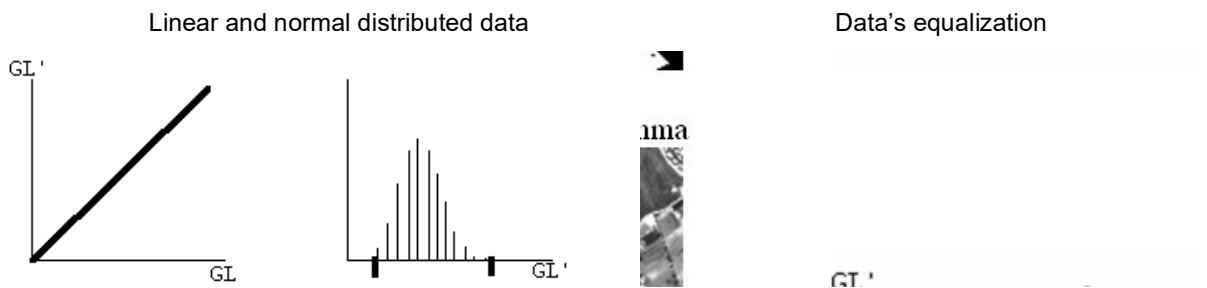 Linear and normal distributed data
Data’s equalization
GL'
GL
GL'
GL'